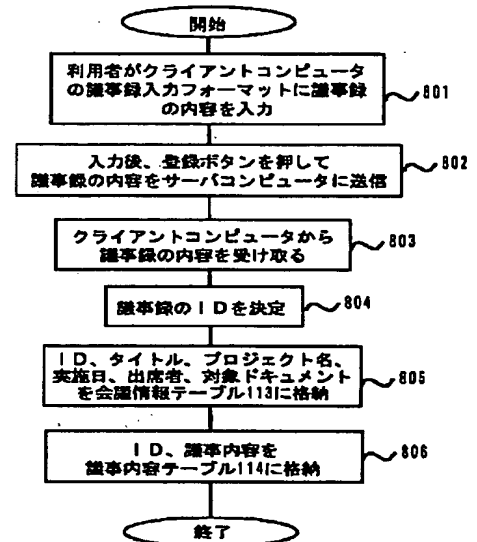 開始
利用者がクライアントコンピュータ
の議事録入力フォーマットに議事録
の内容を入力
801
入力後、登録ボタンを押して
議事録の内容をサーバコンピュータに送信
802
クライアントコンピュータから
議事録の内容を受け取る
803
議事録のIDを決定
804
ID、タイトル、プロジェクト名、
実施日、出席者、対象ドキュメント
を会議情報テーブル113に格納
805
ID、議事内容を
議事内容テーブル114に格納
806
終了